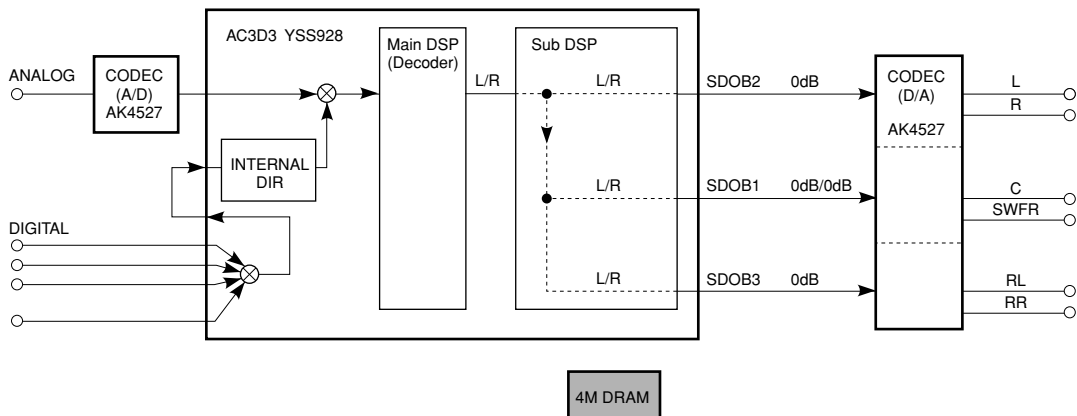 AC3D3 YSS928
ANALOG
CODEC
(A/D)
AK4527
Main DSP
(Decoder)
L/R
Sub DSP
L/R
SDOB2 0dB
CODEC
(D/A)
AK4527
L
R
INTERNAL
DIR
L/R
SDOB1 0dB/0dB
C
SWFR
DIGITAL
L/R
SDOB3 0dB
RL
RR
4M DRAM